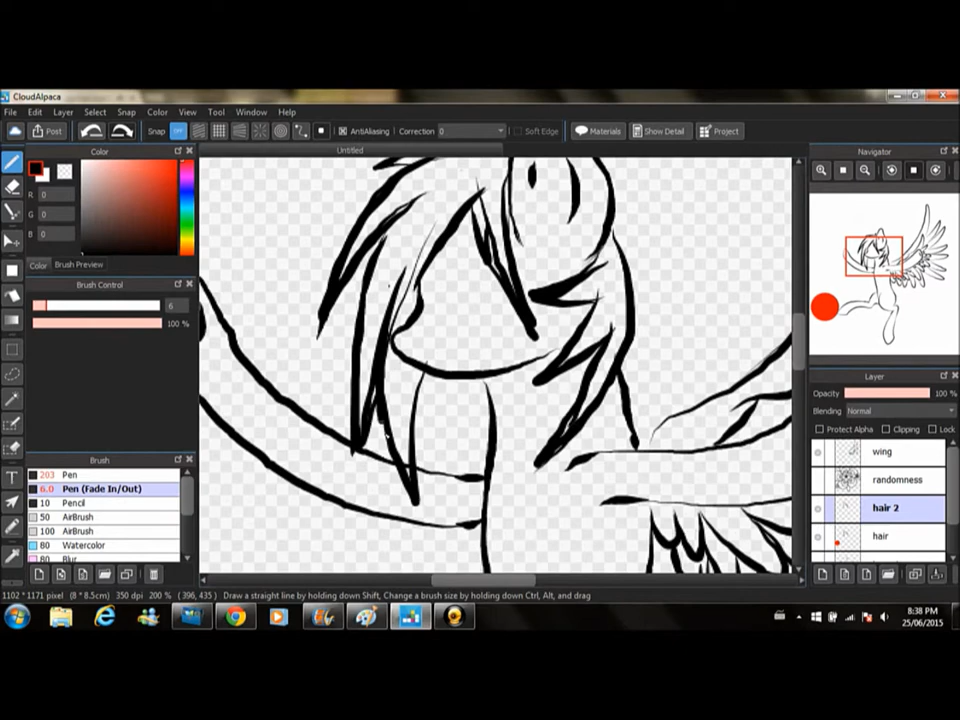 CloudAlpaca
File Edit Layer Select Snap Color View Tool Window Help
Post Snap OFF AntiAliasing Correction 0 Soft Edge Materials Show Detail Project
Color
Untitled
Navigator
R 0
G 0
B 0
Color Brush Preview
Brush Control
6
100 %
Layer
Opacity 100 %
Blending Normal
Protect Alpha Clipping Lock
wing
randomness
hair 2
hair
Brush
203 Pen
6.0 Pen (Fade In/Out)
10 Pencil
50 AirBrush
100 AirBrush
80 Watercolor
80 Blur
1102 * 1171 pixel (8 * 8.5cm) 350 dpi 200 % ( 396, 435 ) Draw a straight line by holding down Shift, Change a brush size by holding down Ctrl, Alt, and drag
8:38 PM
25/06/2015